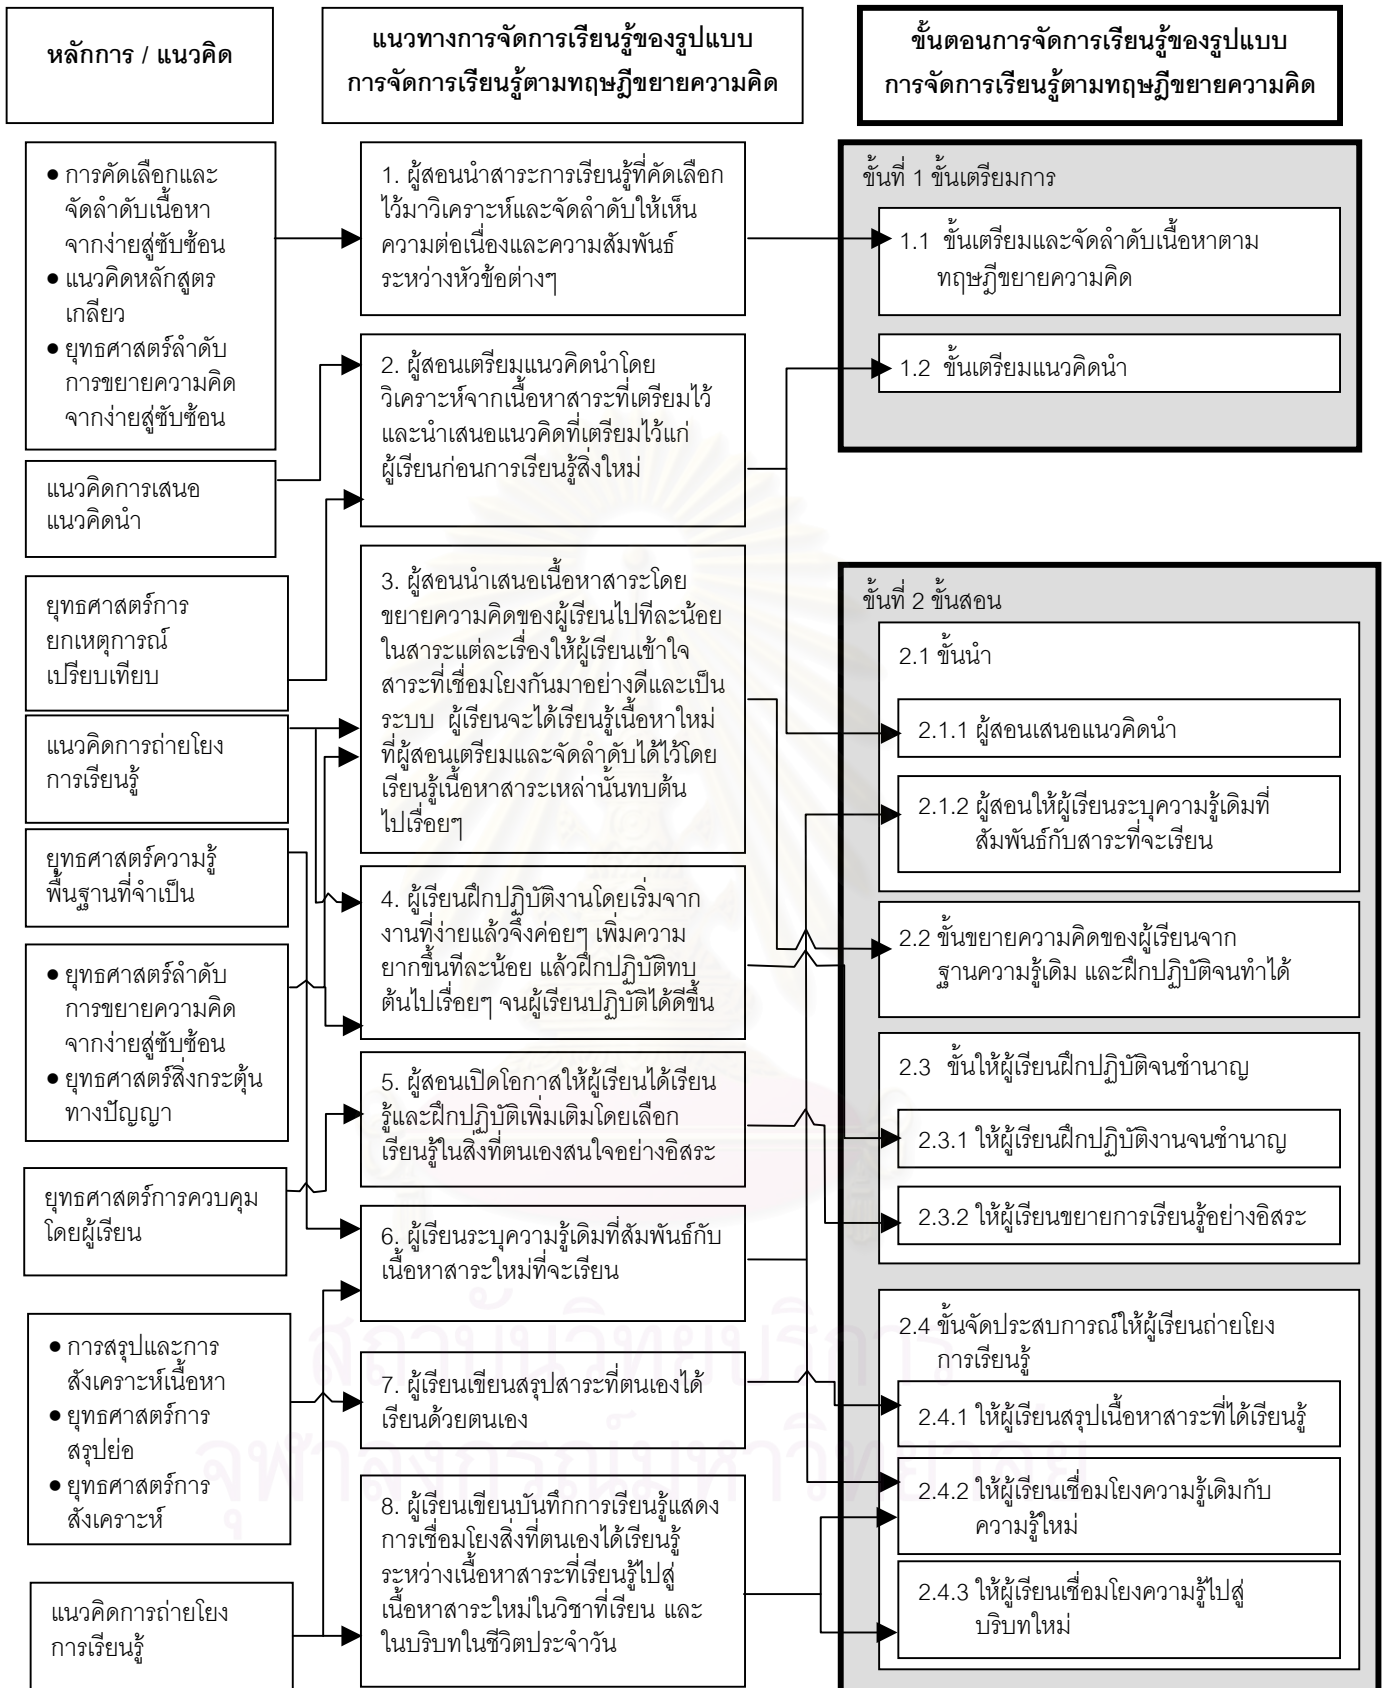 หลักการ / แนวคิด
แนวทางการจัดการเรียนรู้ของรูปแบบ
การจัดการเรียนรู้ตามทฤษฎีขยายความคิด
ขั้นตอนการจัดการเรียนรู้ของรูปแบบ
การจัดการเรียนรู้ตามทฤษฎีขยายความคิด
● การคัดเลือกและ
จัดลำดับเนื้อหา
จากง่ายสู่ซับซ้อน
● แนวคิดหลักสูตร
เกลียว
● ยุทธศาสตร์ลำดับ
การขยายความคิด
จากง่ายสู่ซับซ้อน
แนวคิดการเสนอ
แนวคิดนำ
ยุทธศาสตร์การ
ยกเหตุการณ์
เปรียบเทียบ
แนวคิดการถ่ายโยง
การเรียนรู้
ยุทธศาสตร์ความรู้
พื้นฐานที่จำเป็น
● ยุทธศาสตร์ลำดับ
การขยายความคิด
จากง่ายสู่ซับซ้อน
● ยุทธศาสตร์สิ่งกระตุ้น
ทางปัญญา
ยุทธศาสตร์การควบคุม
โดยผู้เรียน
● การสรุปและการ
สังเคราะห์เนื้อหา
● ยุทธศาสตร์การ
สรุปย่อ
● ยุทธศาสตร์การ
สังเคราะห์
แนวคิดการถ่ายโยง
การเรียนรู้
1. ผู้สอนนำสาระการเรียนรู้ที่คัดเลือก
ไว้มาวิเคราะห์และจัดลำดับให้เห็น
ความต่อเนื่องและความสัมพันธ์
ระหว่างหัวข้อต่างๆ
2. ผู้สอนเตรียมแนวคิดนำโดย
วิเคราะห์จากเนื้อหาสาระที่เตรียมไว้
และนำเสนอแนวคิดที่เตรียมไว้แก่
ผู้เรียนก่อนการเรียนรู้สิ่งใหม่
3. ผู้สอนนำเสนอเนื้อหาสาระโดย
ขยายความคิดของผู้เรียนไปทีละน้อย
ในสาระแต่ละเรื่องให้ผู้เรียนเข้าใจ
สาระที่เชื่อมโยงกันมาอย่างดีและเป็น
ระบบ ผู้เรียนจะได้เรียนรู้เนื้อหาใหม่
ที่ผู้สอนเตรียมและจัดลำดับได้ไว้โดย
เรียนรู้เนื้อหาสาระเหล่านั้นทบต้น
ไปเรื่อยๆ
4. ผู้เรียนฝึกปฏิบัติงานโดยเริ่มจาก
งานที่ง่ายแล้วจึงค่อยๆ เพิ่มความ
ยากขึ้นทีละน้อย แล้วฝึกปฏิบัติทบ
ต้นไปเรื่อยๆ จนผู้เรียนปฏิบัติได้ดีขึ้น
5. ผู้สอนเปิดโอกาสให้ผู้เรียนได้เรียน
รู้และฝึกปฏิบัติเพิ่มเติมโดยเลือก
เรียนรู้ในสิ่งที่ตนเองสนใจอย่างอิสระ
6. ผู้เรียนระบุความรู้เดิมที่สัมพันธ์กับ
เนื้อหาสาระใหม่ที่จะเรียน
7. ผู้เรียนเขียนสรุปสาระที่ตนเองได้
เรียนด้วยตนเอง
8. ผู้เรียนเขียนบันทึกการเรียนรู้แสดง
การเชื่อมโยงสิ่งที่ตนเองได้เรียนรู้
ระหว่างเนื้อหาสาระที่เรียนรู้ไปสู่
เนื้อหาสาระใหม่ในวิชาที่เรียน และ
ในบริบทในชีวิตประจำวัน
ขั้นที่ 1 ขั้นเตรียมการ
1.1 ขั้นเตรียมและจัดลำดับเนื้อหาตาม
ทฤษฎีขยายความคิด
1.2 ขั้นเตรียมแนวคิดนำ
ขั้นที่ 2 ขั้นสอน
2.1 ขั้นนำ
2.1.1 ผู้สอนเสนอแนวคิดนำ
2.1.2 ผู้สอนให้ผู้เรียนระบุความรู้เดิมที่
สัมพันธ์กับสาระที่จะเรียน
2.2 ขั้นขยายความคิดของผู้เรียนจาก
ฐานความรู้เดิม และฝึกปฏิบัติจนทำได้
2.3 ขั้นให้ผู้เรียนฝึกปฏิบัติจนชำนาญ
2.3.1 ให้ผู้เรียนฝึกปฏิบัติงานจนชำนาญ
2.3.2 ให้ผู้เรียนขยายการเรียนรู้อย่างอิสระ
2.4 ขั้นจัดประสบการณ์ให้ผู้เรียนถ่ายโยง
การเรียนรู้
2.4.1 ให้ผู้เรียนสรุปเนื้อหาสาระที่ได้เรียนรู้
2.4.2 ให้ผู้เรียนเชื่อมโยงความรู้เดิมกับ
ความรู้ใหม่
2.4.3 ให้ผู้เรียนเชื่อมโยงความรู้ไปสู่
บริบทใหม่
สถาบันวิทยบริการ
จุฬาลงกรณ์มหาวิทยาลัย